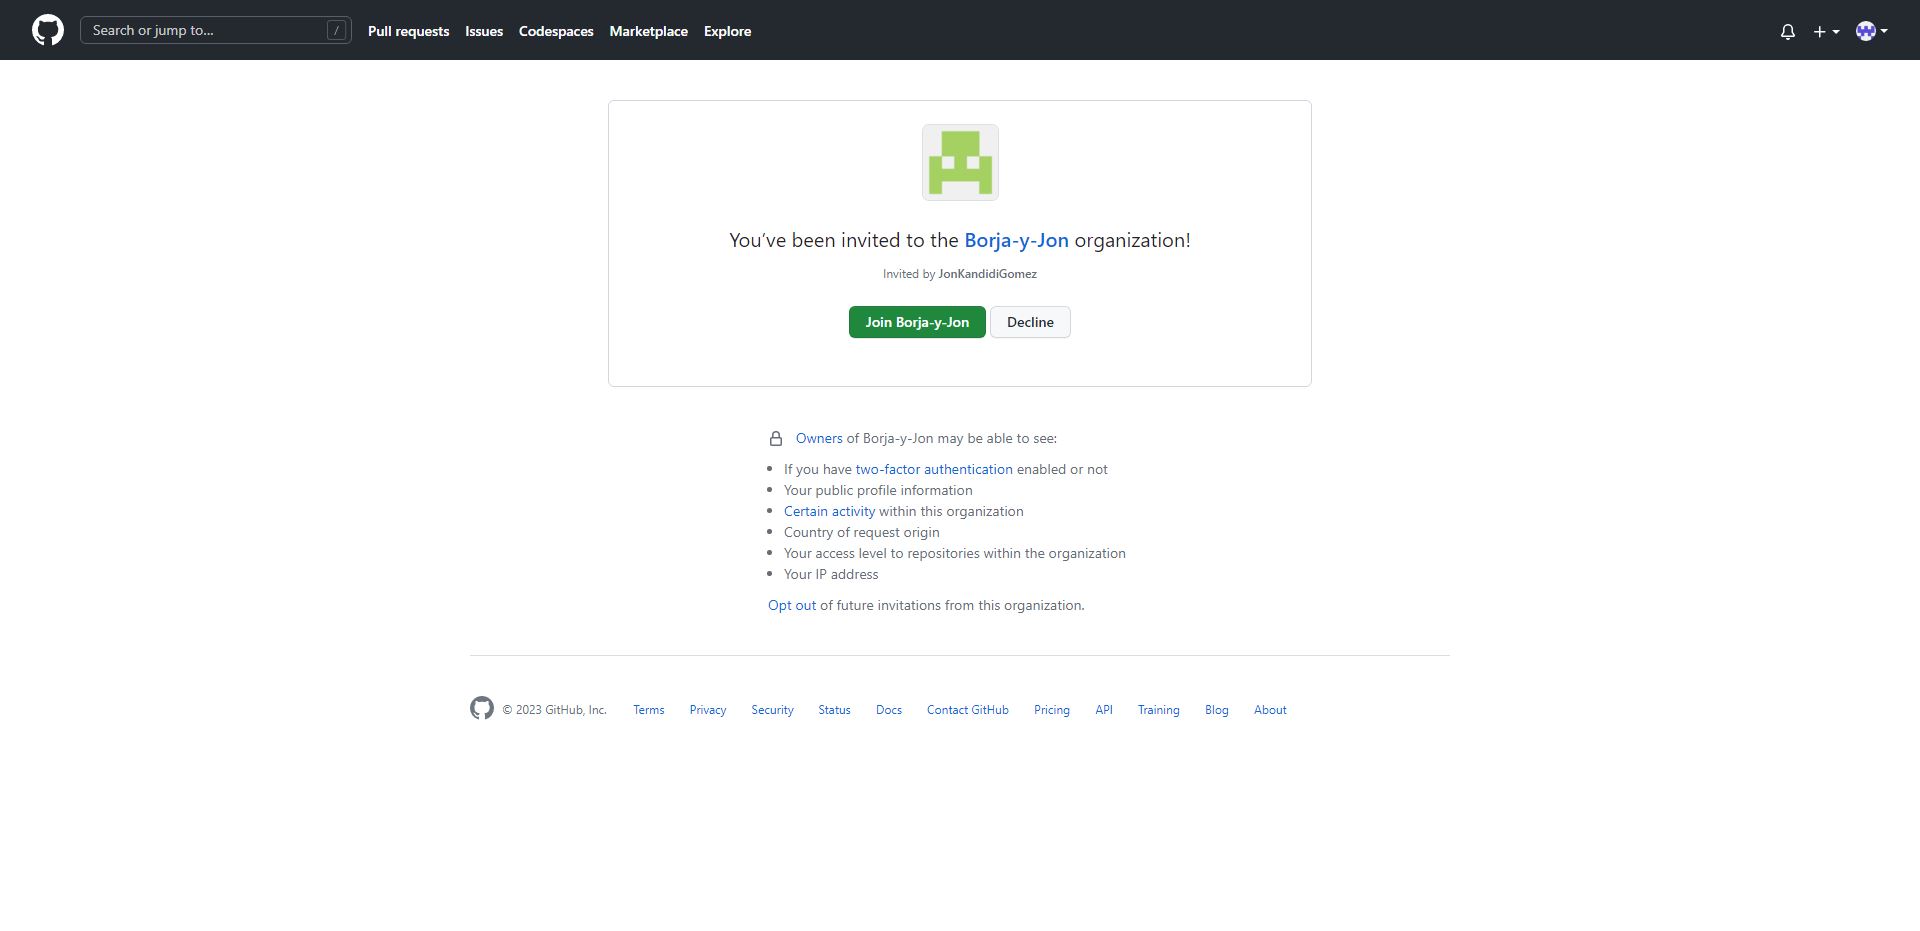 Search or jump to... /
Pull requests Issues Codespaces Marketplace Explore
You've been invited to the Borja-y-Jon organization!
Invited by JonKandidiGomez
Join Borja-y-Jon Decline
Owners of Borja-y-Jon may be able to see:
If you have two-factor authentication enabled or not
Your public profile information
Certain activity within this organization
Country of request origin
Your access level to repositories within the organization
Your IP address
Opt out of future invitations from this organization.
© 2023 GitHub, Inc. Terms Privacy Security Status Docs Contact GitHub Pricing API Training Blog About